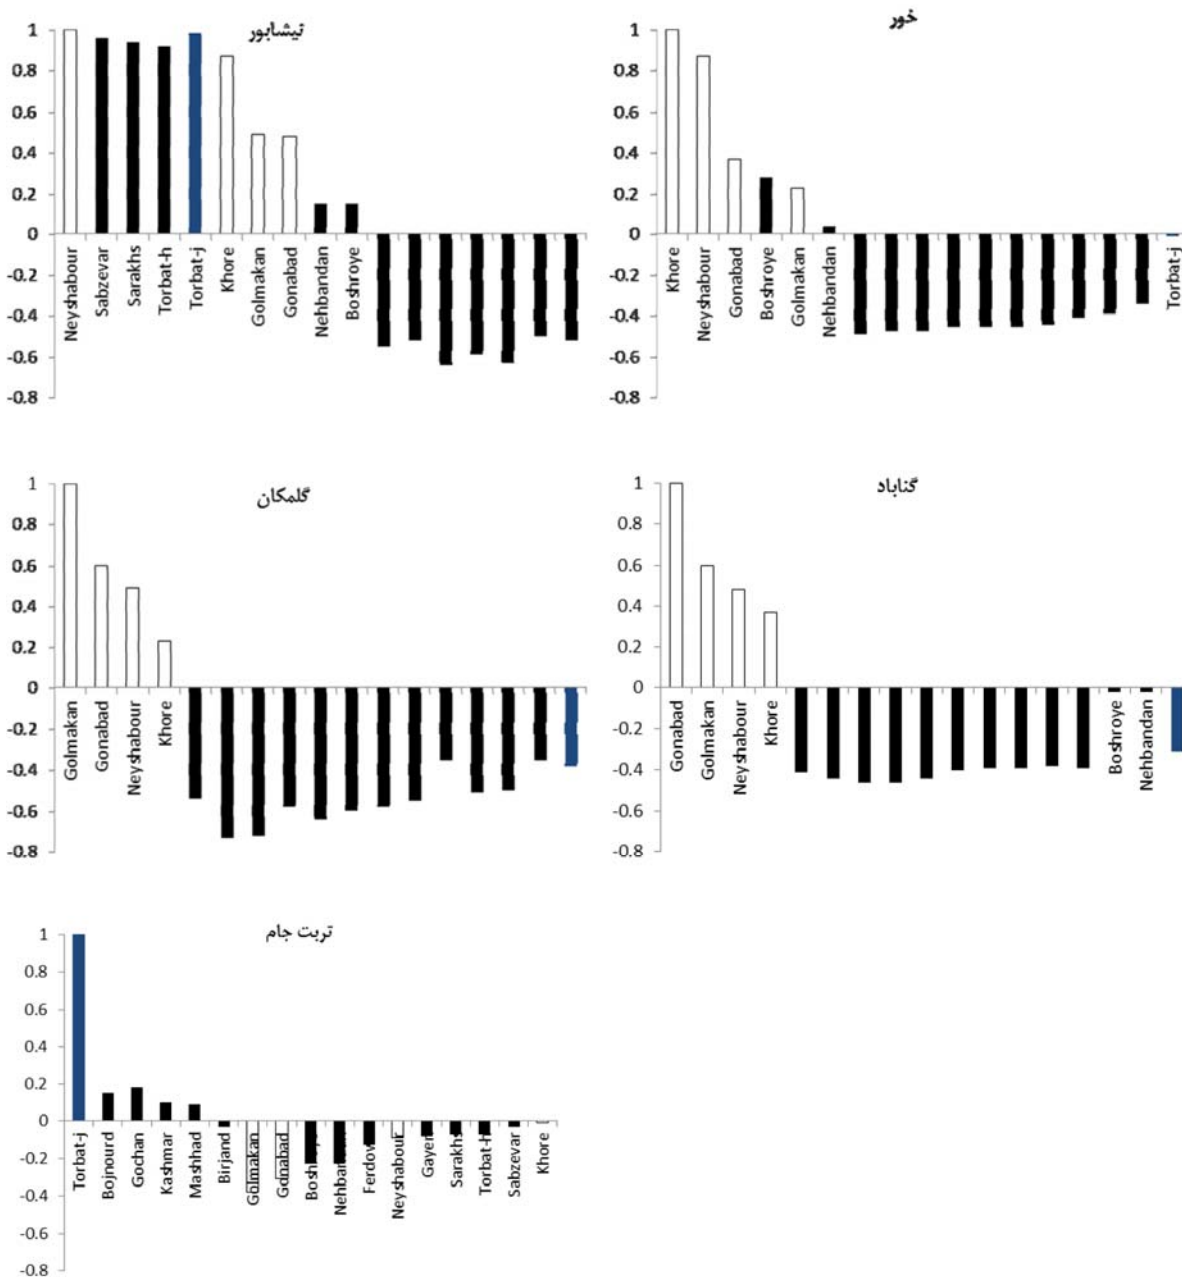 نیشابور
1
0.8
0.6
0.4
0.2
0
-0.2
-0.4
-0.6
-0.8
Neyshabour
Sabzevar
Sarakhs
Torbat-h
Torbat-j
Khore
Golmakan
Gonabad
Nehbandan
Boshroye
خور
1
0.8
0.6
0.4
0.2
0
-0.2
-0.4
-0.6
-0.8
Khore
Neyshabour
Gonabad
Boshroye
Golmakan
Nehbandan
Torbat-j
گلمکان
1
0.8
0.6
0.4
0.2
0
-0.2
-0.4
-0.6
-0.8
Golmakan
Gonabad
Neyshabour
Khore
گناباد
1
0.8
0.6
0.4
0.2
0
-0.2
-0.4
-0.6
-0.8
Gonabad
Golmakan
Neyshabour
Khore
Boshroye
Nehbandan
تربت جام
1
0.8
0.6
0.4
0.2
0
-0.2
-0.4
-0.6
-0.8
Torbat-j
Bojnourd
Gochan
Kashmar
Mashhad
Birjand
Golmakan
Gonabad
Neyshabour
Gayen
Sarakhs
Torbat-h
Sabzevar
Khore